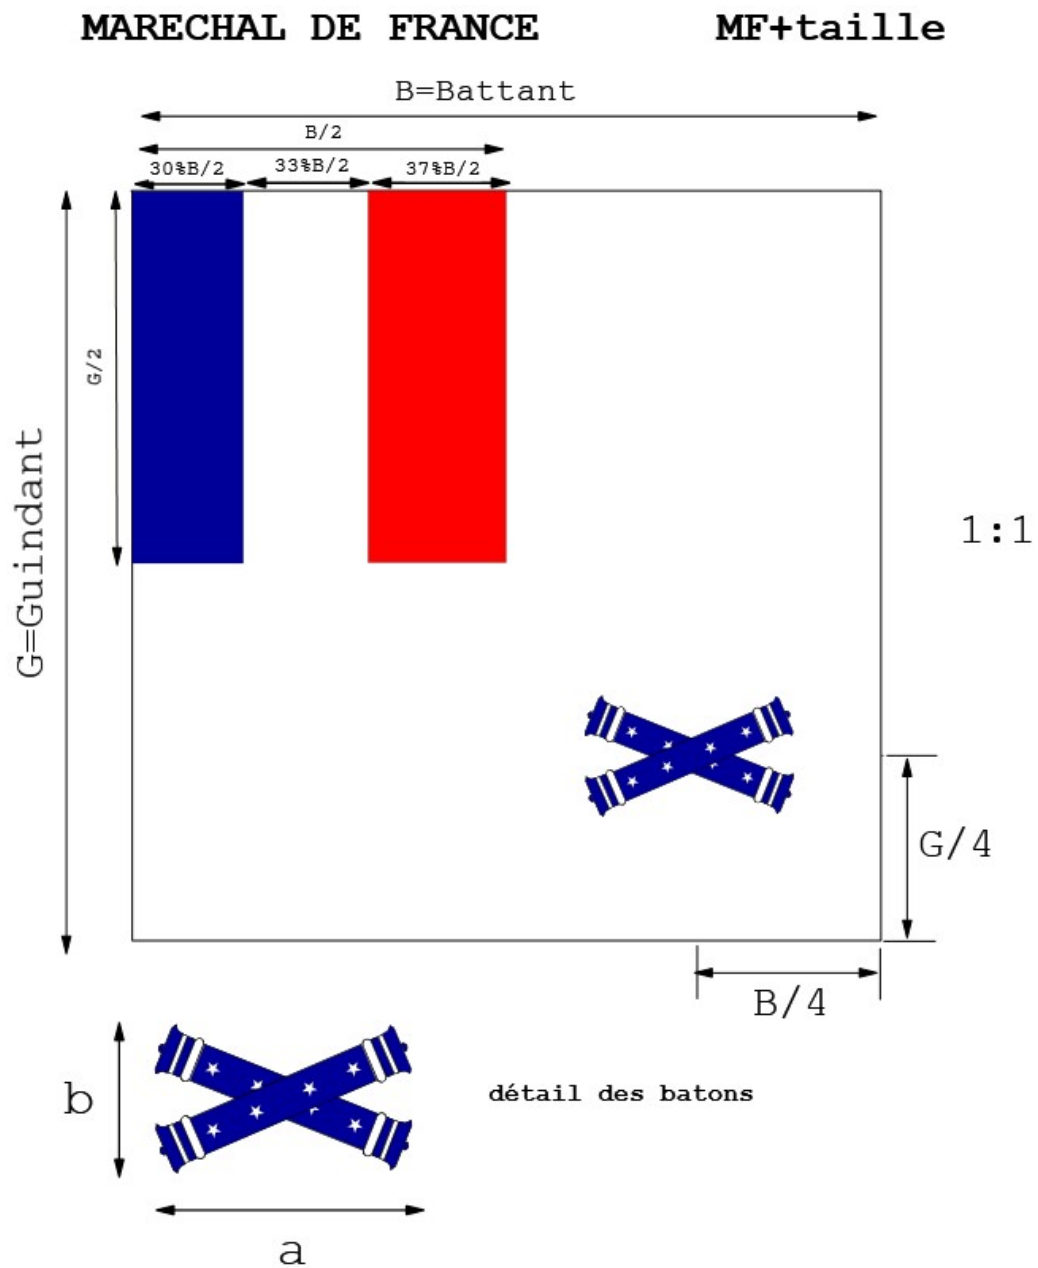 MARECHAL DE FRANCE MF+taille
B=Battant
B/2
30%B/2 33%B/2 37%B/2
G/2
G=Guindant
1:1
G/4
B/4
b
détail des batons
a